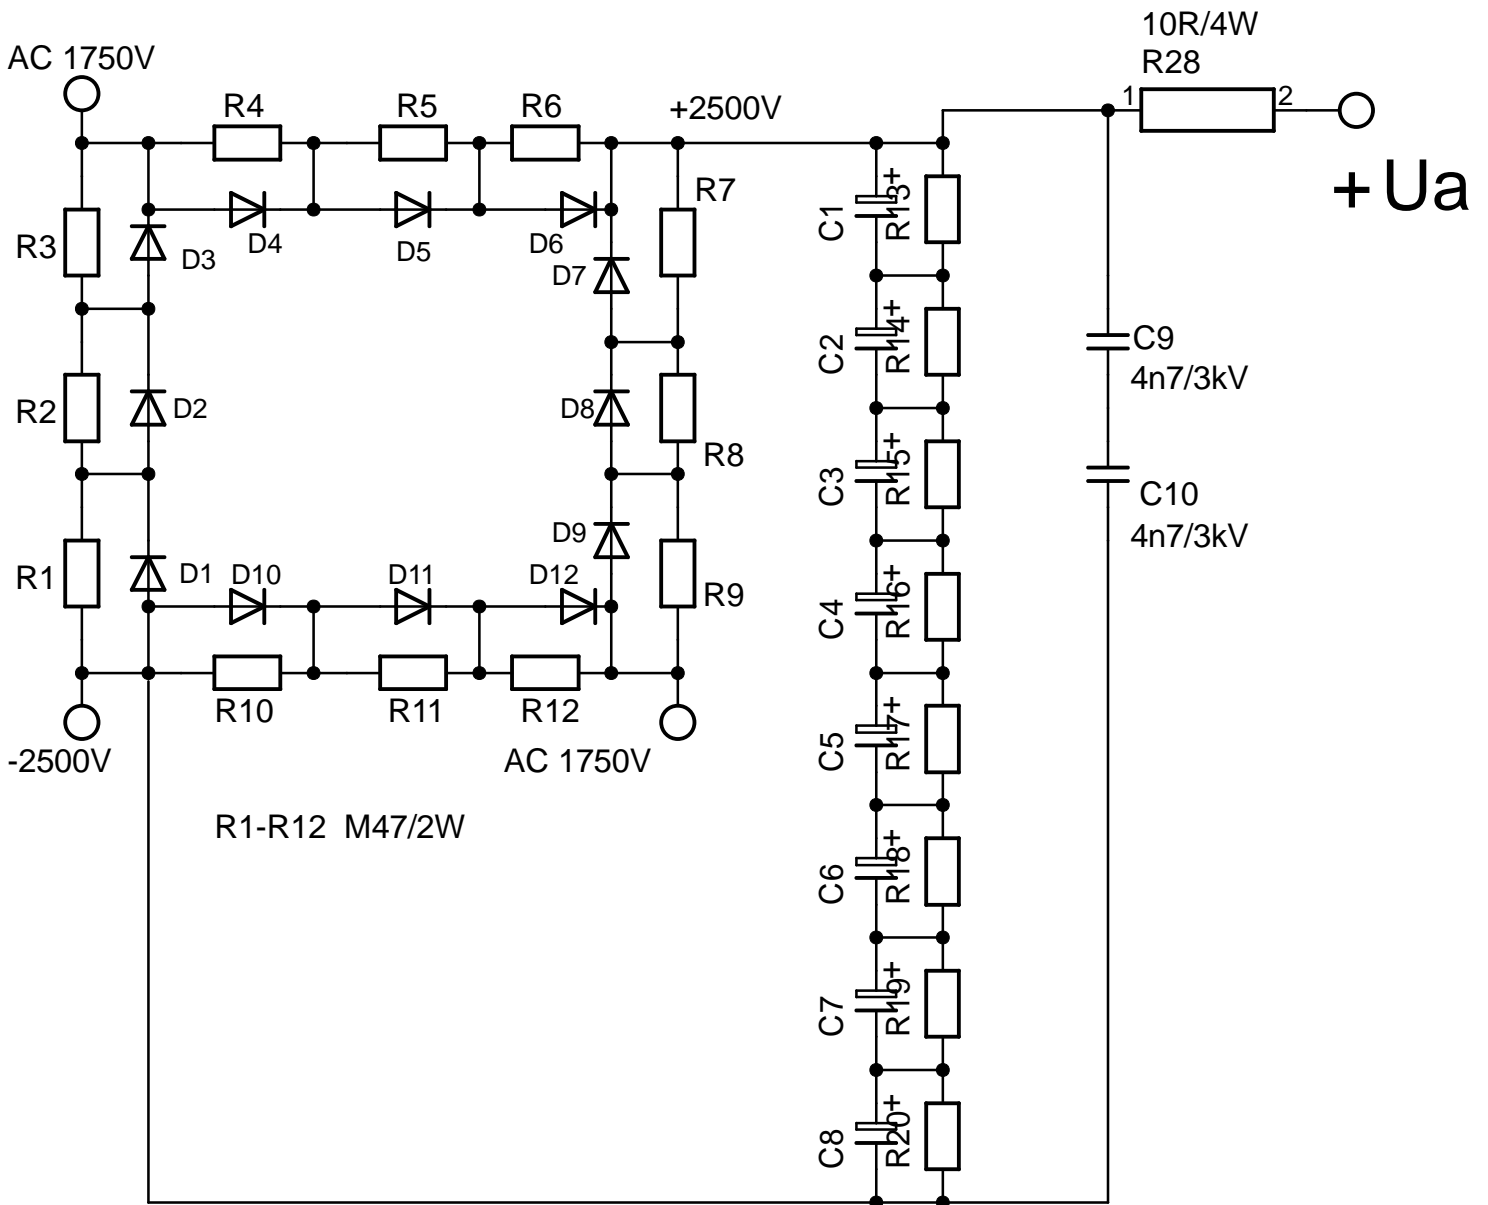 10R/4W
AC 1750V
R28
R4
R5
R6
+2500V
1
2
+Ua
R7
R3
D3
D4
D5
D6
D7
C1
R13
+
R2
D2
D8
R8
C2
R14
+
C9
4n7/3kV
C3
R15
+
C10
4n7/3kV
R1
D1
D10
D11
D12
D9
R9
C4
R16
+
R10
R11
R12
-2500V
AC 1750V
C5
R17
+
R1-R12 M47/2W
C6
R18
+
C7
R19
+
C8
R20
+